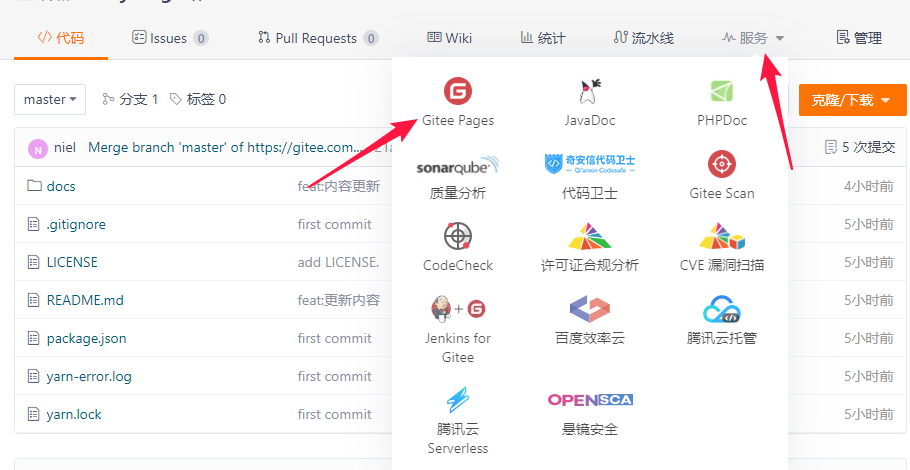 代码
Issues 0
Pull Requests 0
Wiki
统计
流水线
服务
管理
master
分支 1
标签 0
克隆/下载
niel Merge branch 'master' of https://gitee.com...
5 次提交
docs
feat:内容更新
4小时前
.gitignore
first commit
5小时前
LICENSE
add LICENSE.
5小时前
README.md
feat:更新内容
5小时前
package.json
first commit
5小时前
yarn-error.log
first commit
5小时前
yarn.lock
first commit
5小时前
Gitee Pages
JavaDoc
PHPDoc
sonarqube
质量分析
奇安信代码卫士
Qi'anxin Codesafe
代码卫士
Gitee Scan
CodeCheck
许可证合规分析
CVE 漏洞扫描
Jenkins for
Gitee
百度效率云
腾讯云托管
腾讯云
Serverless
OPENSCA
悬镜安全